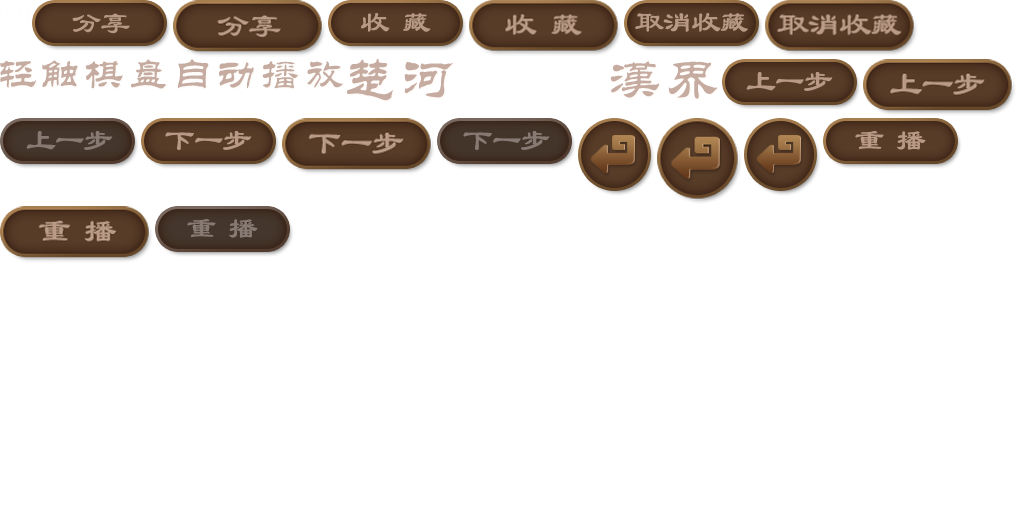 分享 分享 收藏 收藏 取消收藏 取消收藏
轻触棋盘自动播放 楚河 漢界 上一步 上一步
上一步 下一步 下一步 下一步 重播
重播 重播